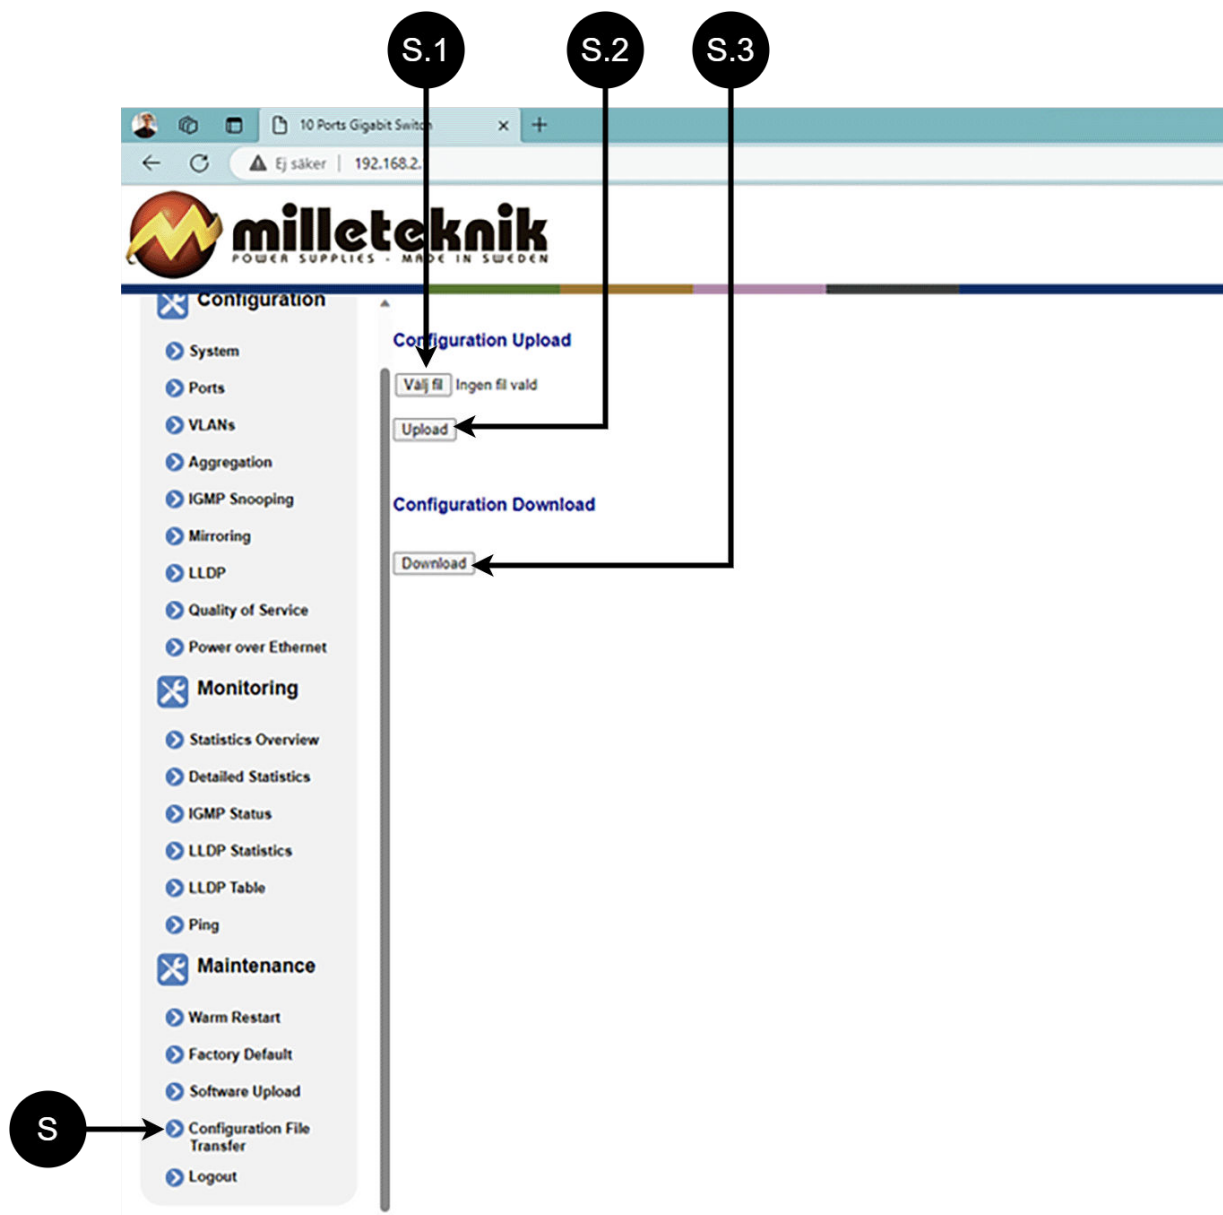 S.1 S.2 S.3
10 Ports Gigabit Switch
Ej säker 192.168.2.
milleteknik
POWER SUPPLIES - MADE IN SWEDEN
Configuration
System
Ports
VLANs
Aggregation
IGMP Snooping
Mirroring
LLDP
Quality of Service
Power over Ethernet
Monitoring
Statistics Overview
Detailed Statistics
IGMP Status
LLDP Statistics
LLDP Table
Ping
Maintenance
Warm Restart
Factory Default
Software Upload
S
Configuration File
Transfer
Logout
Configuration Upload
Välj fil Ingen fil vald
Upload
Configuration Download
Download